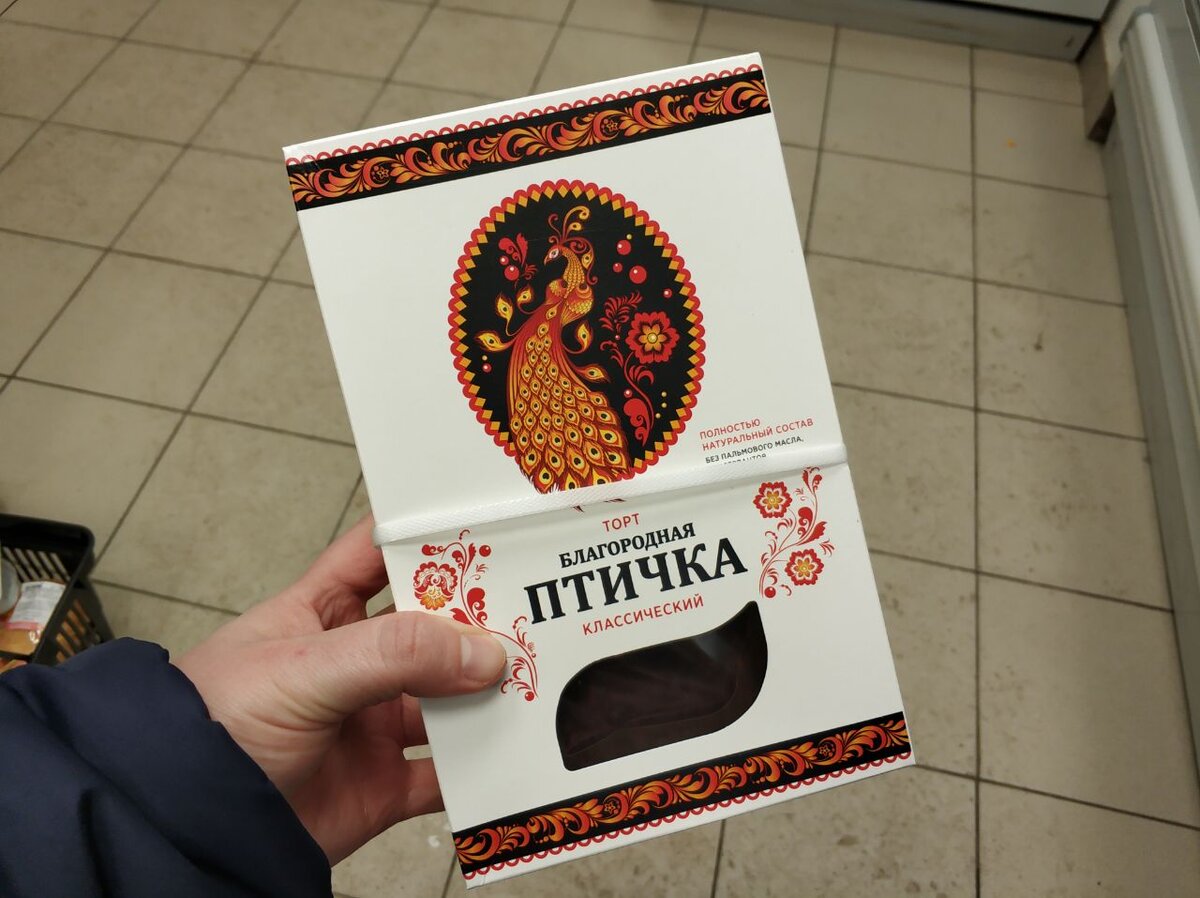 ПОЛНОСТЬЮ
НАТУРАЛЬНЫЙ СОСТАВ
БЕЗ ПАЛЬМОВОГО МАСЛА,
ТОРТ
БЛАГОРОДНАЯ
ПТИЧКА
КЛАССИЧЕСКИЙ